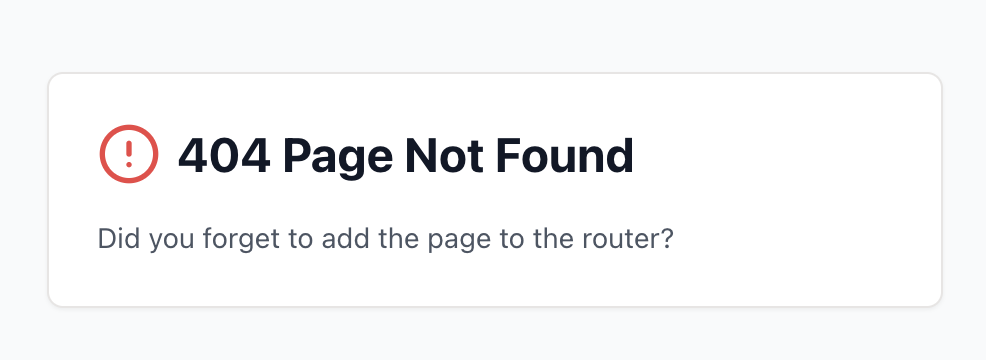 404 Page Not Found
Did you forget to add the page to the router?